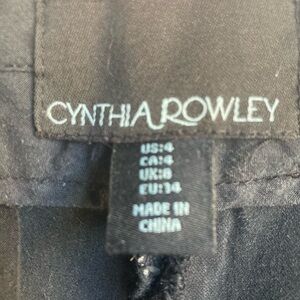 CYNTHIA ROWLEY
US:4
CA:4
UK:8
EU:34
MADE IN
CHINA